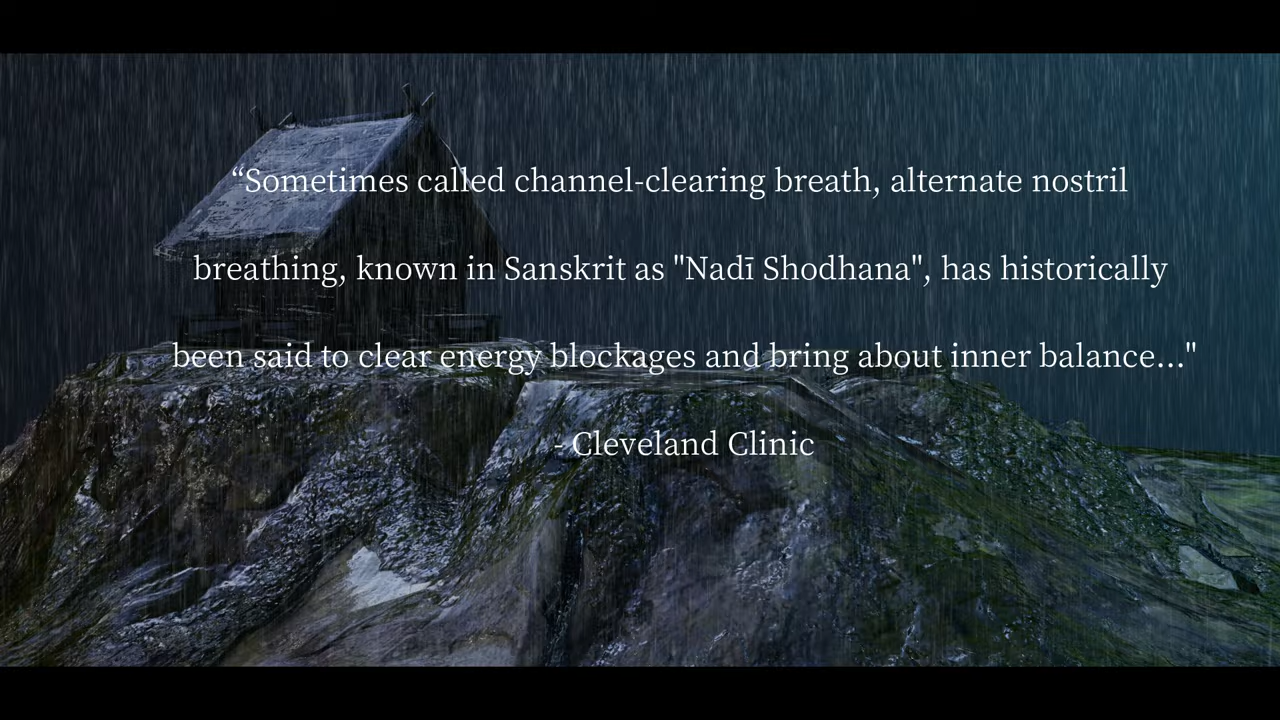 “Sometimes called channel-clearing breath, alternate nostril
breathing, known in Sanskrit as "Nadī Shodhana", has historically
been said to clear energy blockages and bring about inner balance..."
- Cleveland Clinic